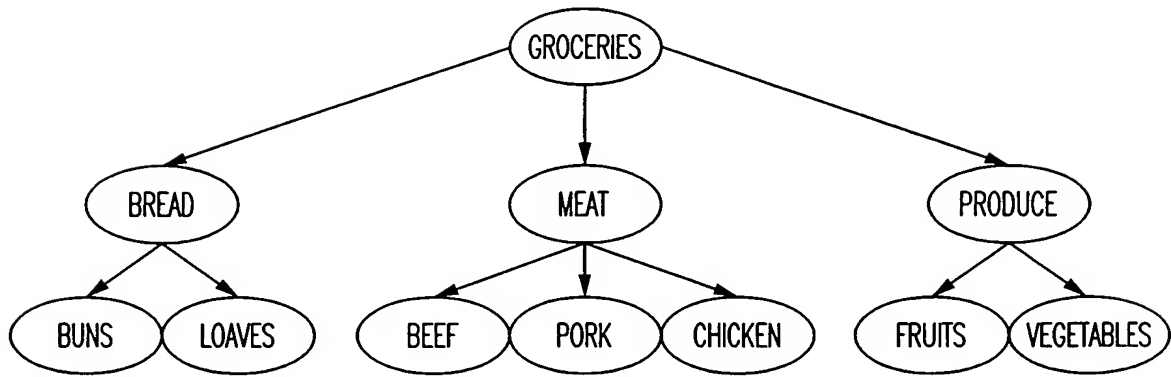 GROCERIES
BREAD
MEAT
PRODUCE
BUNS
LOAVES
BEEF
PORK
CHICKEN
FRUITS
VEGETABLES